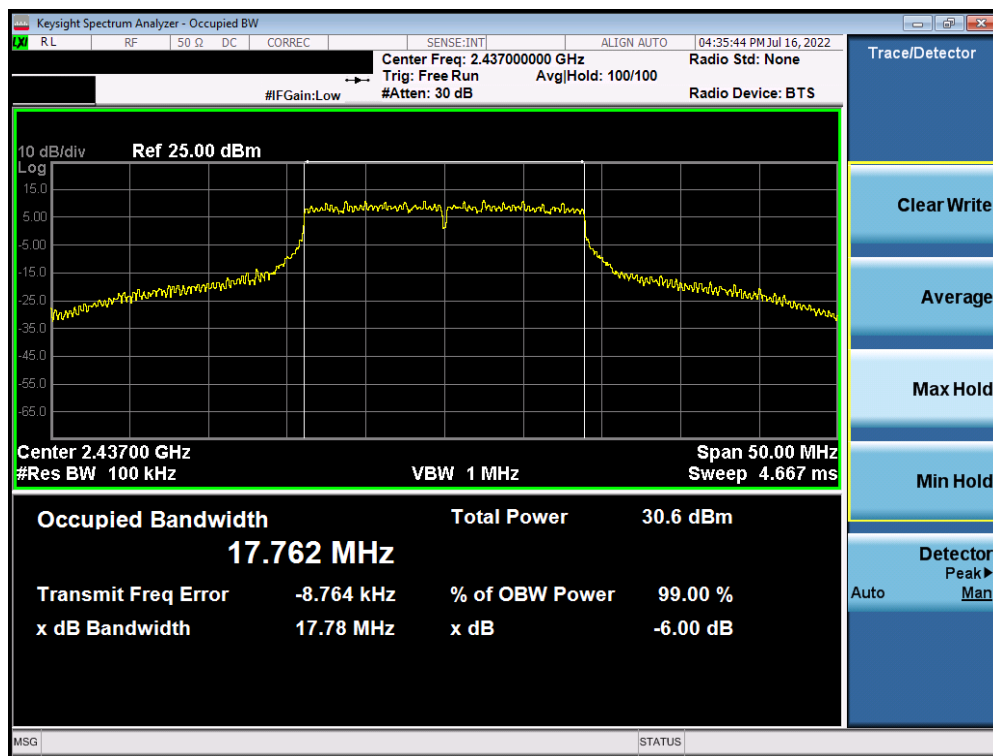 Keysight Spectrum Analyzer - Occupied BW
LXI RL RF 50 Ω DC CORREC SENSE:INT ALIGN AUTO 04:35:44 PM Jul 16, 2022
Center Freq: 2.437000000 GHz Radio Std: None
Trig: Free Run Avg|Hold: 100/100
#IFGain:Low #Atten: 30 dB Radio Device: BTS
10 dB/div Ref 25.00 dBm
Log
15.0
5.00
-5.00
-15.0
-25.0
-35.0
-45.0
-55.0
-65.0
Center 2.43700 GHz Span 50.00 MHz
#Res BW 100 kHz VBW 1 MHz Sweep 4.667 ms
Occupied Bandwidth Total Power 30.6 dBm
17.762 MHz
Transmit Freq Error -8.764 kHz % of OBW Power 99.00 %
x dB Bandwidth 17.78 MHz x dB -6.00 dB
MSG STATUS
Trace/Detector
Clear Write
Average
Max Hold
Min Hold
Detector
Peak▶
Auto Man